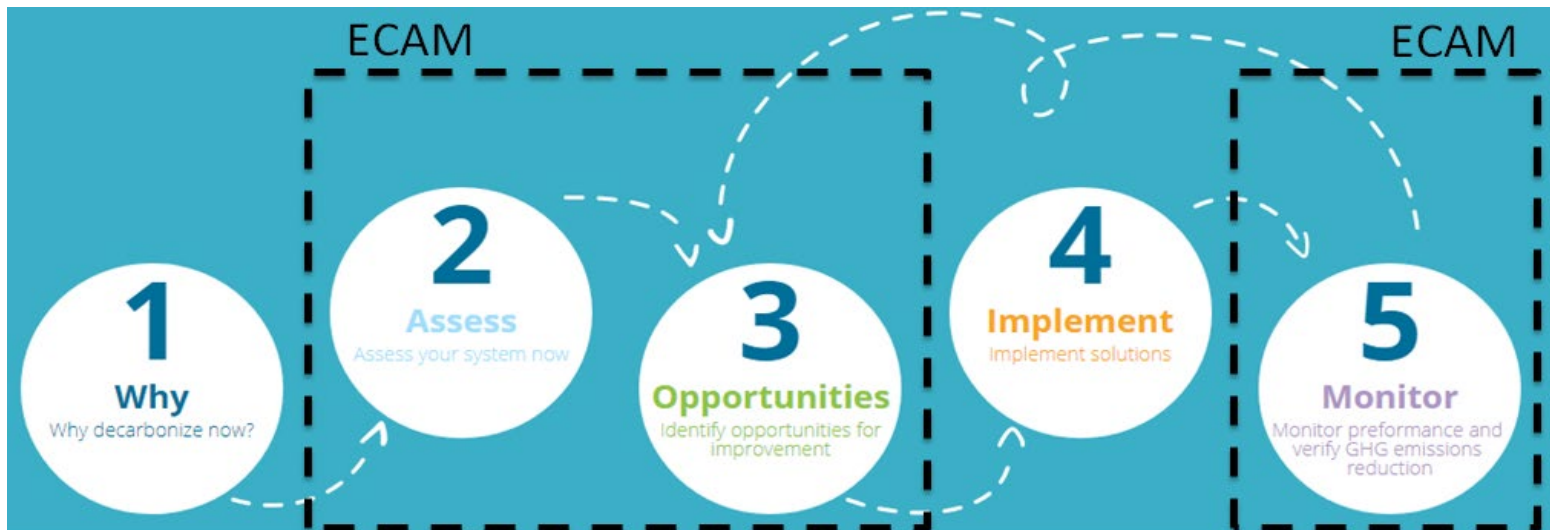 ECAM
ECAM
1
Why
Why decarbonize now?
2
Assess
Assess your system now
3
Opportunities
Identify opportunities for
improvement
4
Implement
Implement solutions
5
Monitor
Monitor preformance and
verify GHG emissions
reduction